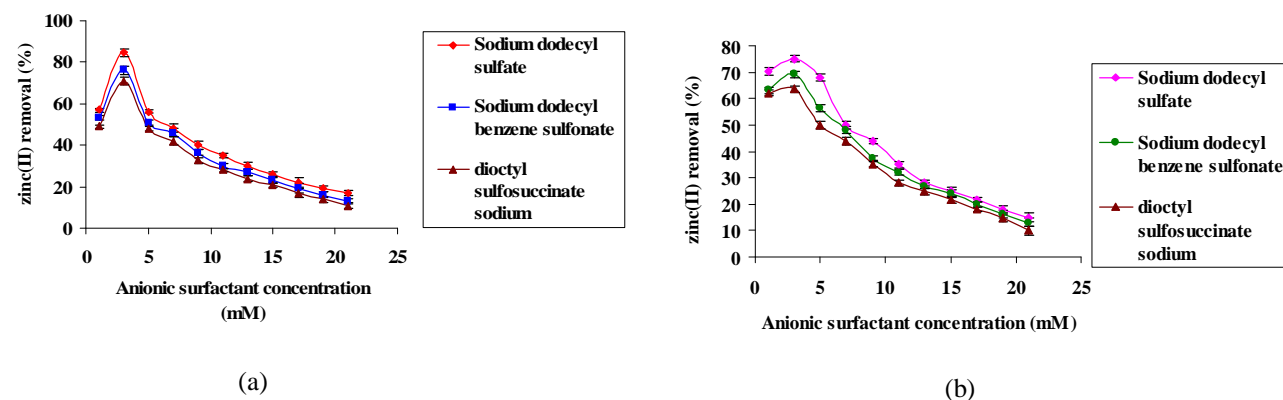 zinc(II) removal (%)
100
80
60
40
20
0
0 5 10 15 20 25
Anionic surfactant concentration
(mM)
Sodium dodecyl
sulfate
Sodium dodecyl
benzene sulfonate
dioctyl
sulfosuccinate
sodium
(a)
zinc(II) removal (%)
80
70
60
50
40
30
20
10
0
0 5 10 15 20 25
Anionic surfactant concentration (mM)
Sodium dodecyl
sulfate
Sodium dodecyl
benzene sulfonate
dioctyl
sulfosuccinate
sodium
(b)